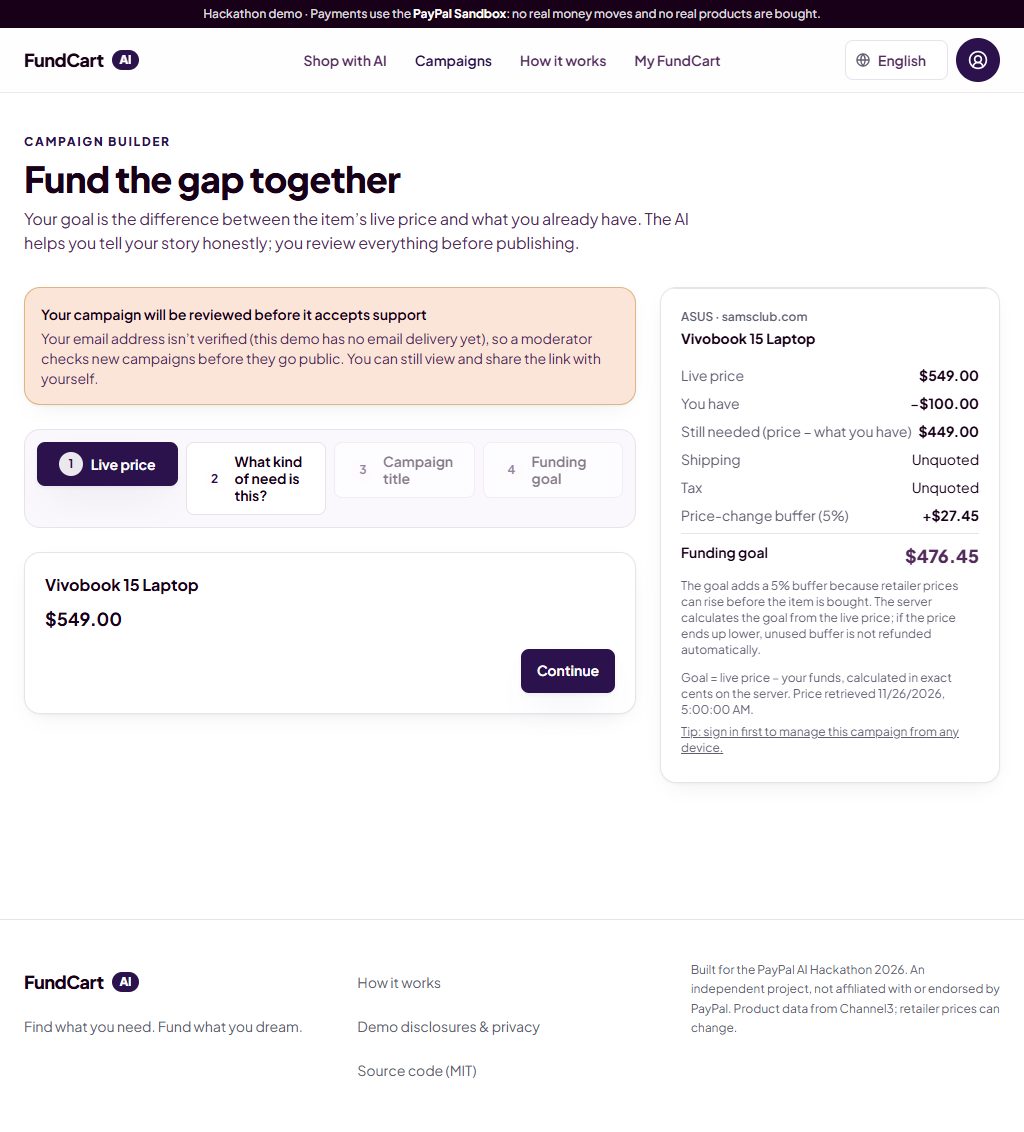 Hackathon demo · Payments use the PayPal Sandbox: no real money moves and no real products are bought.
FundCart AI
Shop with AI
Campaigns
How it works
My FundCart
English
CAMPAIGN BUILDER
Fund the gap together
Your goal is the difference between the item's live price and what you already have. The AI
helps you tell your story honestly; you review everything before publishing.
Your campaign will be reviewed before it accepts support
Your email address isn't verified (this demo has no email delivery yet), so a moderator
checks new campaigns before they go public. You can still view and share the link with
yourself.
1 Live price
2 What kind
of need is
this?
3 Campaign
title
4 Funding
goal
Vivobook 15 Laptop
$549.00
Continue
ASUS · samsclub.com
Vivobook 15 Laptop
Live price $549.00
You have −$100.00
Still needed (price − what you have) $449.00
Shipping Unquoted
Tax Unquoted
Price-change buffer (5%) +$27.45
Funding goal $476.45
The goal adds a 5% buffer because retailer prices
can rise before the item is bought. The server
calculates the goal from the live price; if the price
ends up lower, unused buffer is not refunded
automatically.
Goal = live price − your funds, calculated in exact
cents on the server. Price retrieved 11/26/2026,
5:00:00 AM.
Tip: sign in first to manage this campaign from any
device.
FundCart AI
Find what you need. Fund what you dream.
How it works
Demo disclosures & privacy
Source code (MIT)
Built for the PayPal AI Hackathon 2026. An
independent project, not affiliated with or endorsed by
PayPal. Product data from Channel3; retailer prices can
change.